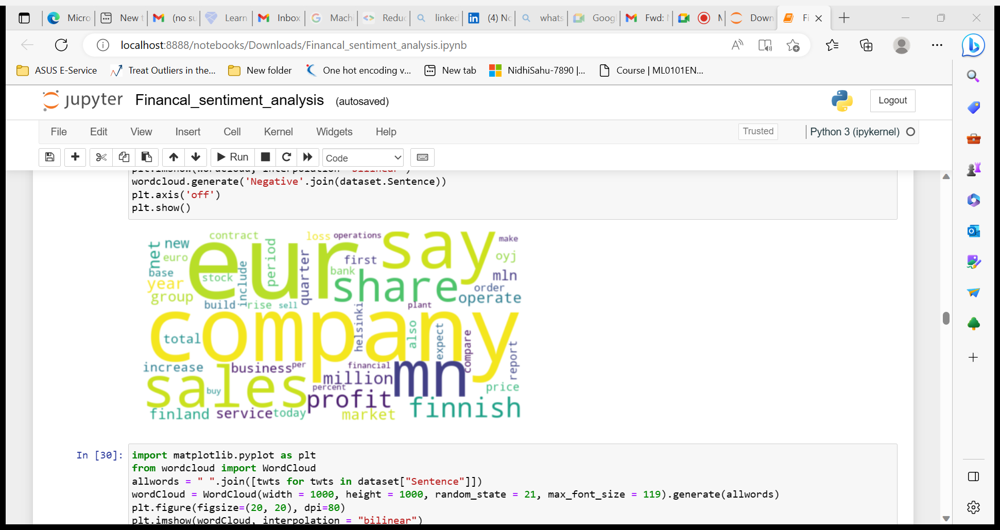 Micro
New t
(no su
Learn
Inbox
Machi
Reduc
linked
(4) Nc
whats
Goog
Fwd:
Down
Fi
localhost:8888/notebooks/Downloads/Financal_sentiment_analysis.ipynb
ASUS E-Service
Treat Outliers in the...
New folder
One hot encoding v...
New tab
NidhiSahu-7890 |...
Course | ML0101EN...
jupyter Financal_sentiment_analysis (autosaved)
Logout
File Edit View Insert Cell Kernel Widgets Help
Trusted
Python 3 (ipykernel)
Run
Code
wordcloud.generate('Negative'.join(dataset.Sentence))
plt.axis('off')
plt.show()
contract
loss
operations
say
make
new
net
euro
eur
period
quarter
first
oyj
base
stock
include
bank
mln
year
share
order
group
operate
build
rise
sell
plant
company
helsinki
total
also
expect
compare
report
increase
business
per
financial
mn
sales
million
percent
price
buy
profit
finnish
finland
service
today
market
In [30]:
import matplotlib.pyplot as plt
from wordcloud import WordCloud
allwords = " ".join([twts for twts in dataset["Sentence"]])
wordCloud = WordCloud(width = 1000, height = 1000, random_state = 21, max_font_size = 119).generate(allwords)
plt.figure(figsize=(20, 20), dpi=80)
plt.imshow(wordCloud, interpolation = "bilinear")